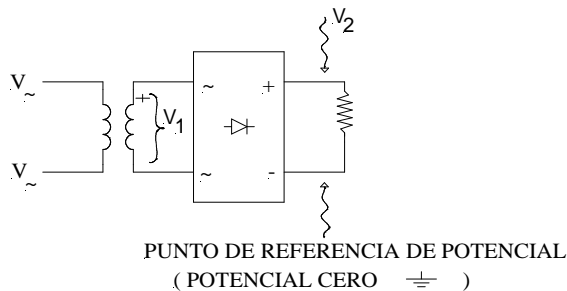 V2
V~
+
V1
~
+
V~
~
-
PUNTO DE REFERENCIA DE POTENCIAL
( POTENCIAL CERO ⏚ )